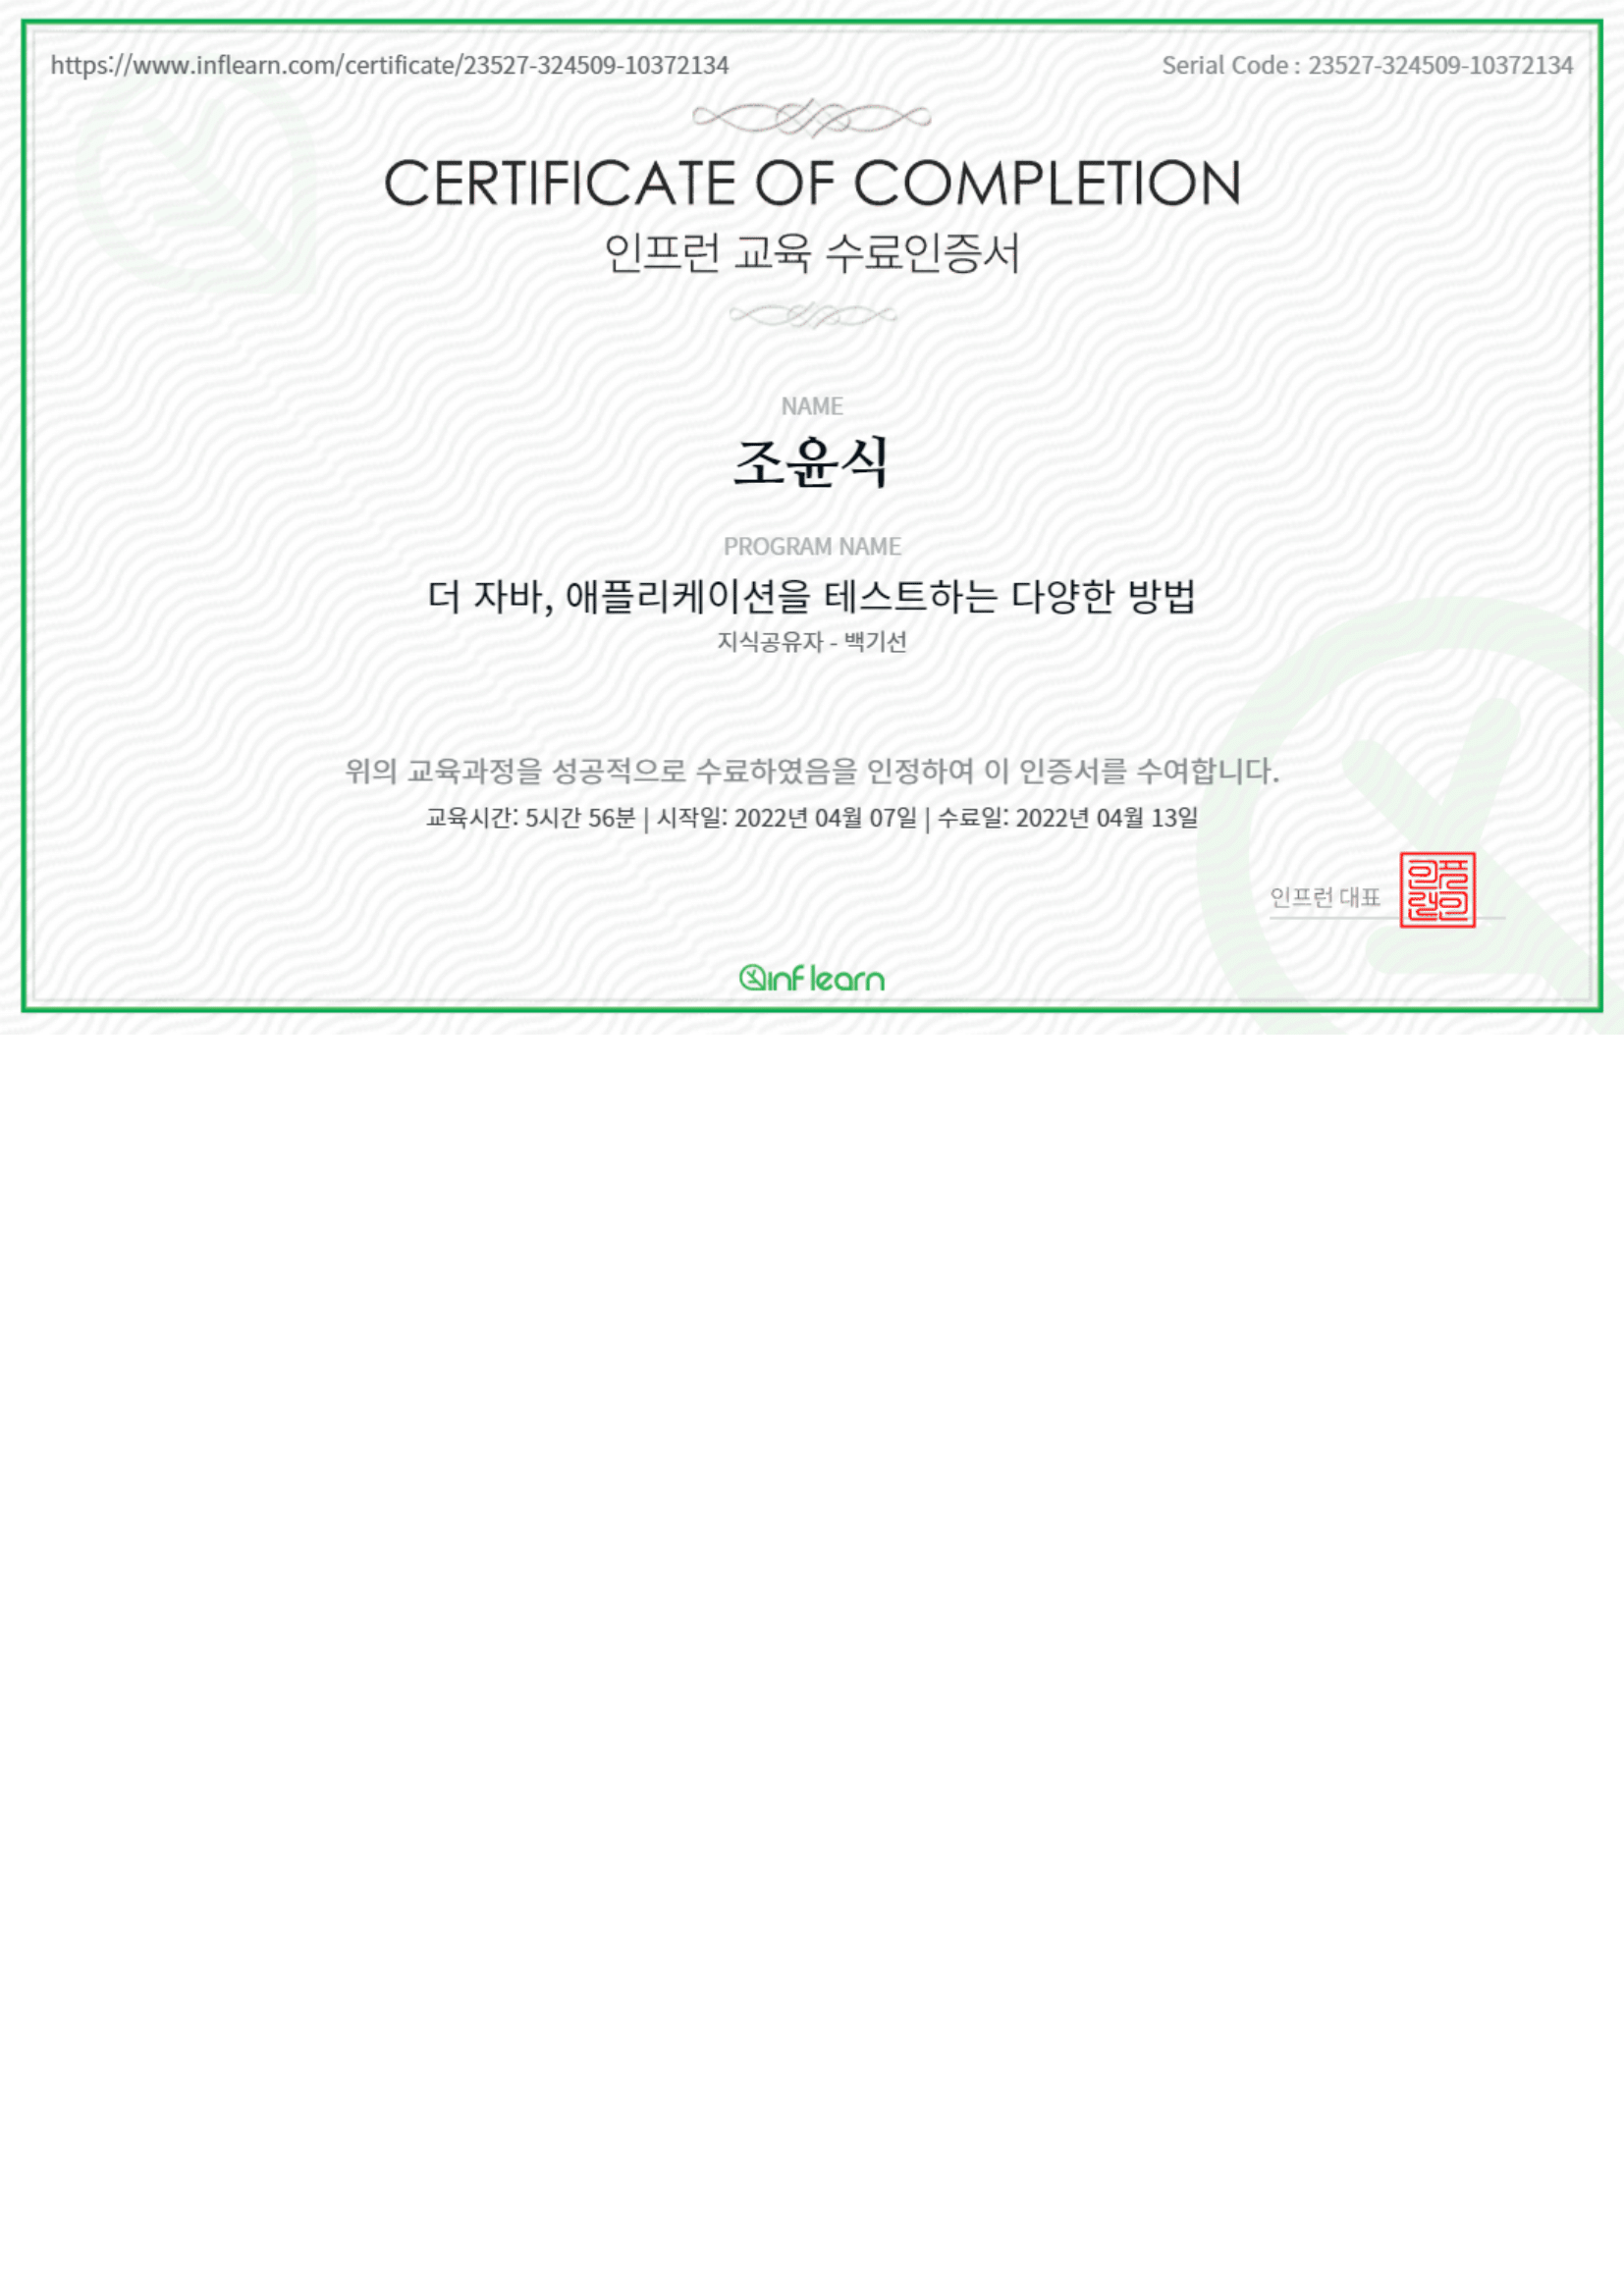 https://www.inflearn.com/certificate/23527-324509-10372134
Serial Code : 23527-324509-10372134
CERTIFICATE OF COMPLETION
인프런 교육 수료인증서
NAME
조윤식
PROGRAM NAME
더 자바, 애플리케이션을 테스트하는 다양한 방법
지식공유자 - 백기선
위의 교육과정을 성공적으로 수료하였음을 인정하여 이 인증서를 수여합니다.
교육시간: 5시간 56분 | 시작일: 2022년 04월 07일 | 수료일: 2022년 04월 13일
인프런 대표
inflearn